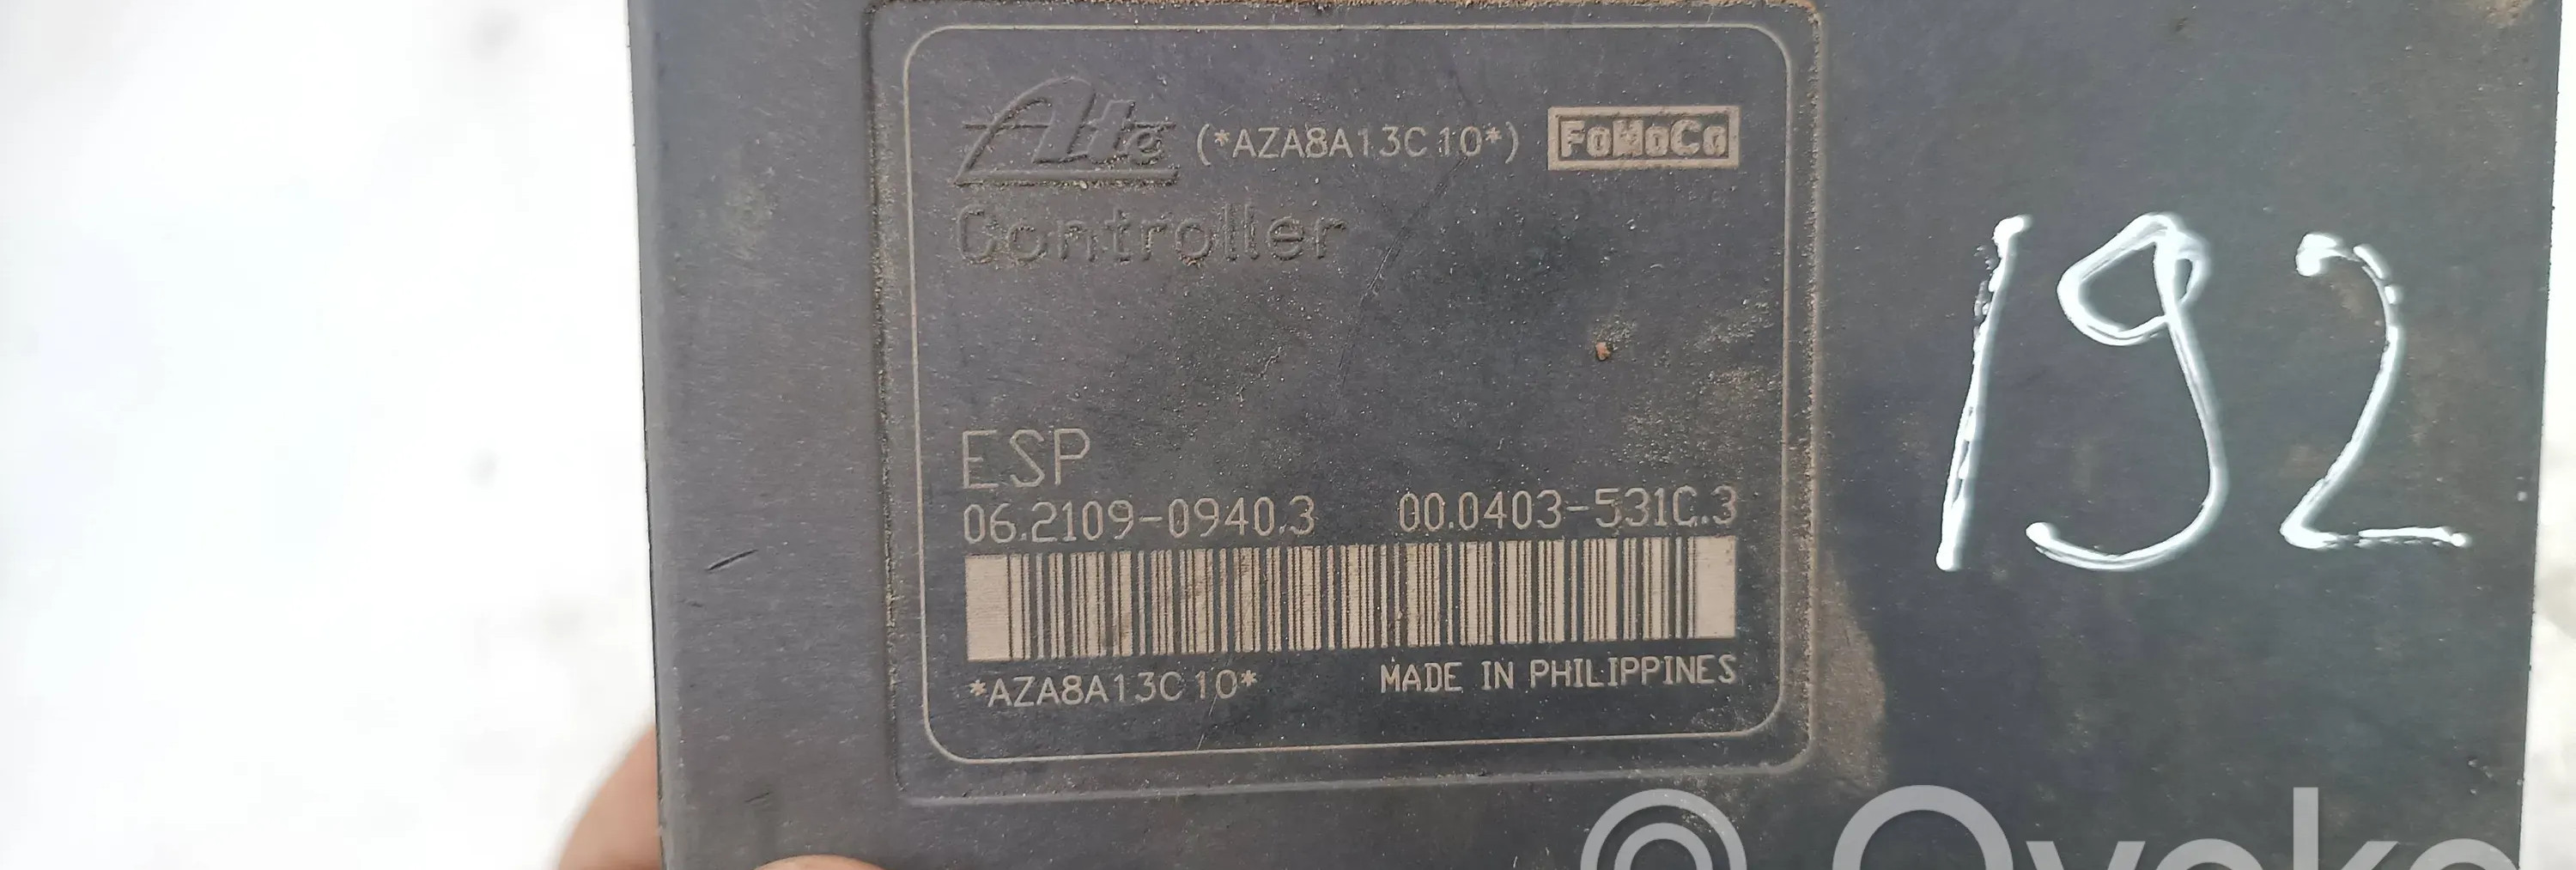 Ate (*AZA8A13C10*) FoMoCo
Controller
192
ESP
06.2109-0940.3 00.0403-531C.3
*AZA8A13C10* MADE IN PHILIPPINES